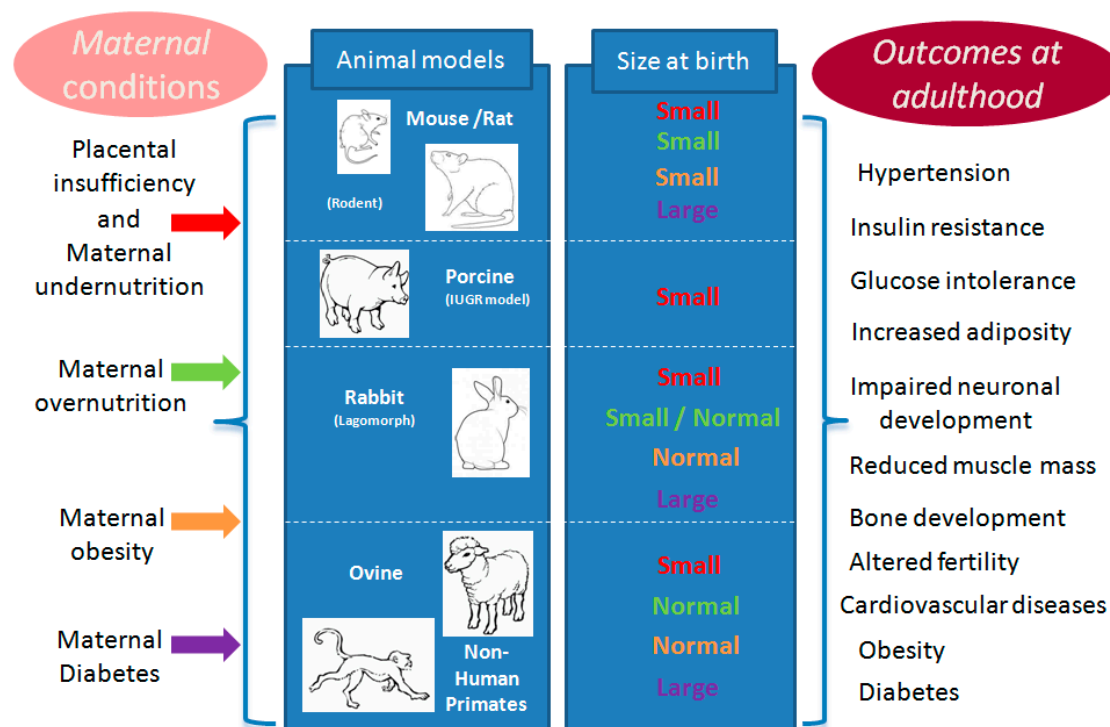 Maternal
conditions
Placental
insufficiency
and
Maternal
undernutrition
Maternal
overnutrition
Maternal
obesity
Maternal
Diabetes
Animal models
Mouse /Rat
(Rodent)
Porcine
(IUGR model)
Rabbit
(Lagomorph)
Ovine
Non-
Human
Primates
Size at birth
Small
Small
Small
Large
Small
Small
Small / Normal
Normal
Large
Small
Normal
Normal
Large
Outcomes at
adulthood
Hypertension
Insulin resistance
Glucose intolerance
Increased adiposity
Impaired neuronal
development
Reduced muscle mass
Bone development
Altered fertility
Cardiovascular diseases
Obesity
Diabetes